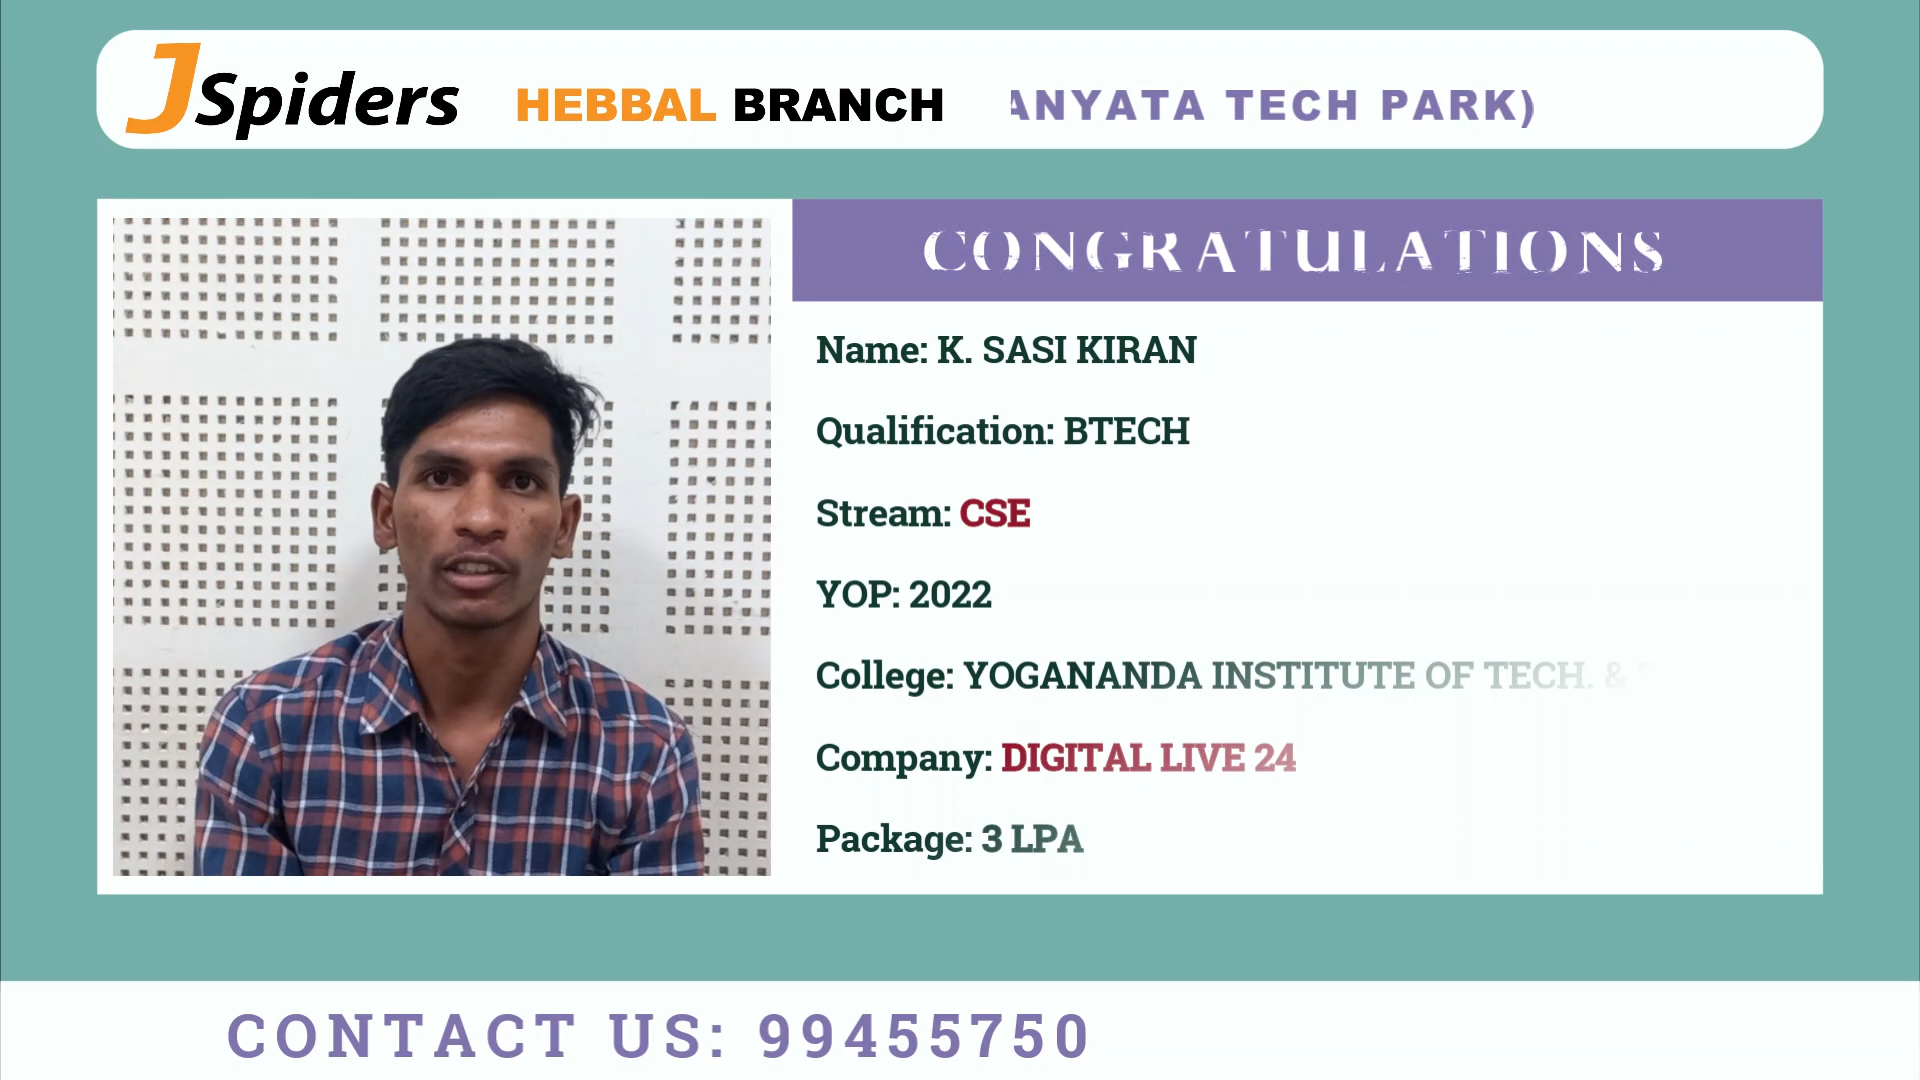 JSpiders HEBBAL BRANCH ANYATA TECH PARK)
CONGRATULATIONS
Name: K. SASI KIRAN
Qualification: BTECH
Stream: CSE
YOP: 2022
College: YOGANANDA INSTITUTE OF TECH. &
Company: DIGITAL LIVE 24
Package: 3 LPA
CONTACT US: 99455750